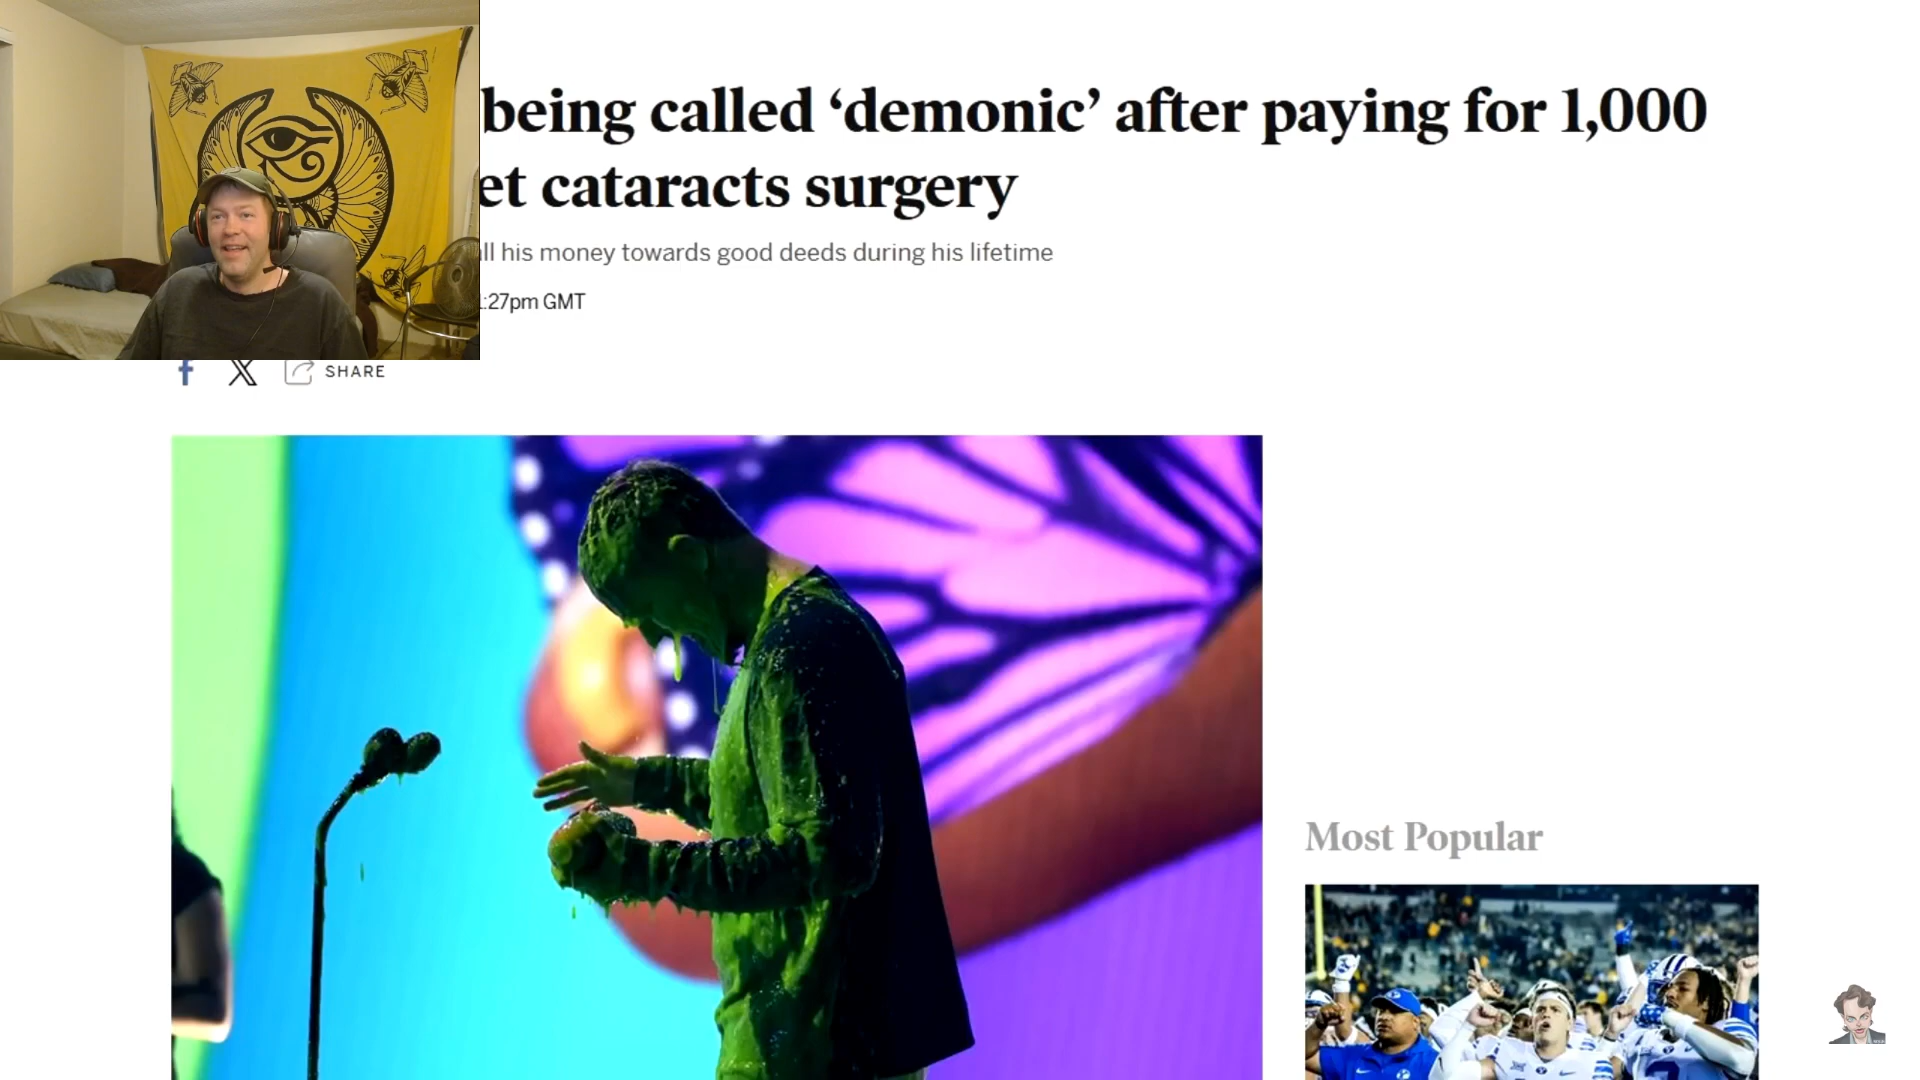 being called ‘demonic’ after paying for 1,000
et cataracts surgery
ll his money towards good deeds during his lifetime
:27pm GMT
SHARE
Most Popular